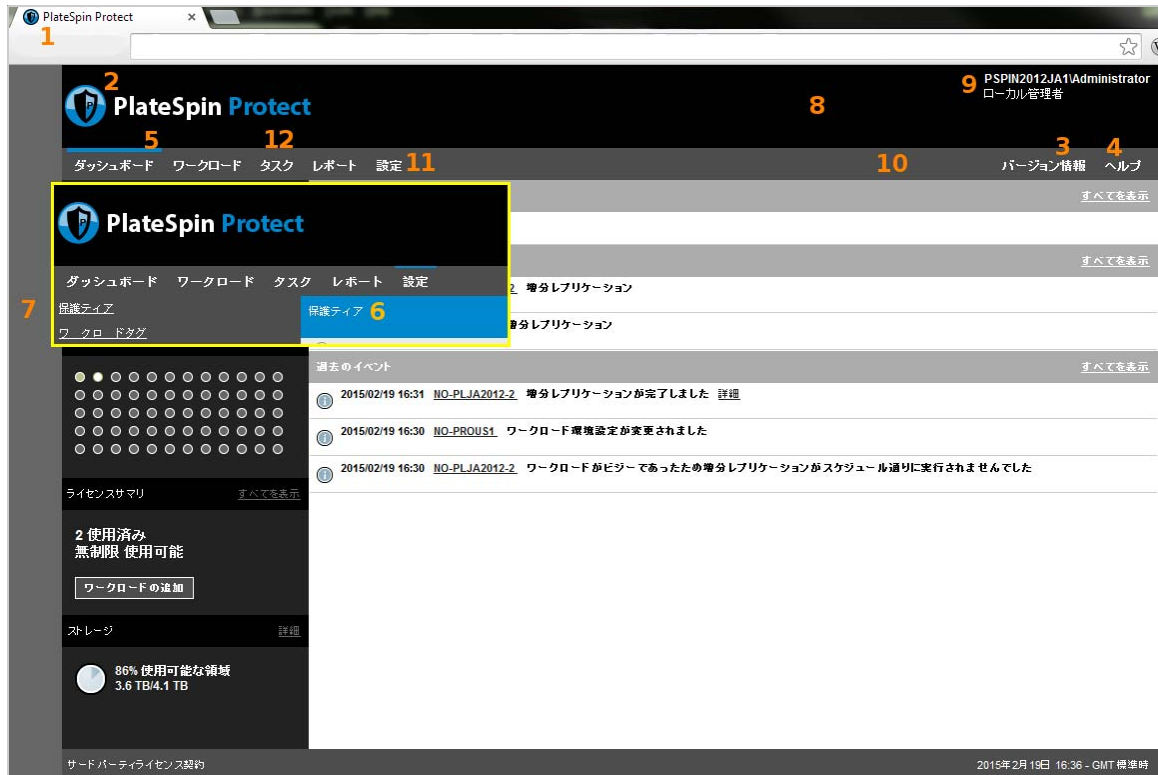 PlateSpin Protect ×
1
2
9 PSPIN2012JA1\Administrator
ローカル管理者
PlateSpin Protect
8
5
12
3
4
ダッシュボード ワークロード タスク レポート 設定 11 10 バージョン情報 ヘルプ
すべてを表示
PlateSpin Protect
すべてを表示
ダッシュボード ワークロード タスク レポート 設定
2 増分レプリケーション
7
保護ティア
保護ティア 6
ワークロードタグ
増分レプリケーション
過去のイベント すべてを表示
2015/02/19 16:31 NO-PLJA2012-2 増分レプリケーションが完了しました 詳細
2015/02/19 16:30 NO-PROUS1 ワークロード環境設定が変更されました
2015/02/19 16:30 NO-PLJA2012-2 ワークロードがビジーであったため増分レプリケーションがスケジュール通りに実行されませんでした
ライセンスサマリ すべてを表示
2 使用済み
無制限 使用可能
ワークロードの追加
ストレージ 詳細
86% 使用可能な領域
3.6 TB/4.1 TB
サードパーティライセンス契約 2015年2月19日 16:36 - GMT 標準時